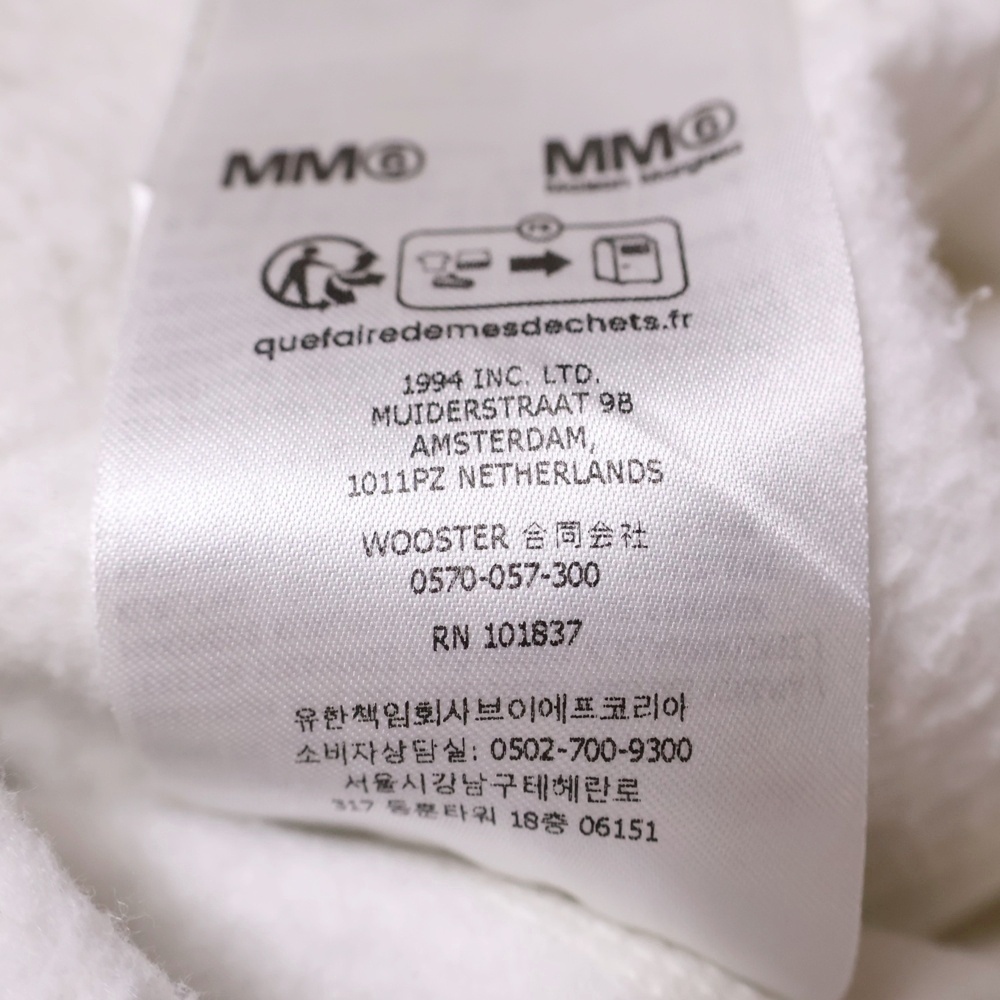 MM⑥ MM⑥
Maison Margiela
FR
quefairedemesdechets.fr
1994 INC. LTD.
MUIDERSTRAAT 9B
AMSTERDAM,
1011PZ NETHERLANDS
WOOSTER 合同会社
0570-057-300
RN 101837
유한책임회사브이에프코리아
소비자상담실: 0502-700-9300
서울시강남구테헤란로
317 동훈타워 18층 06151